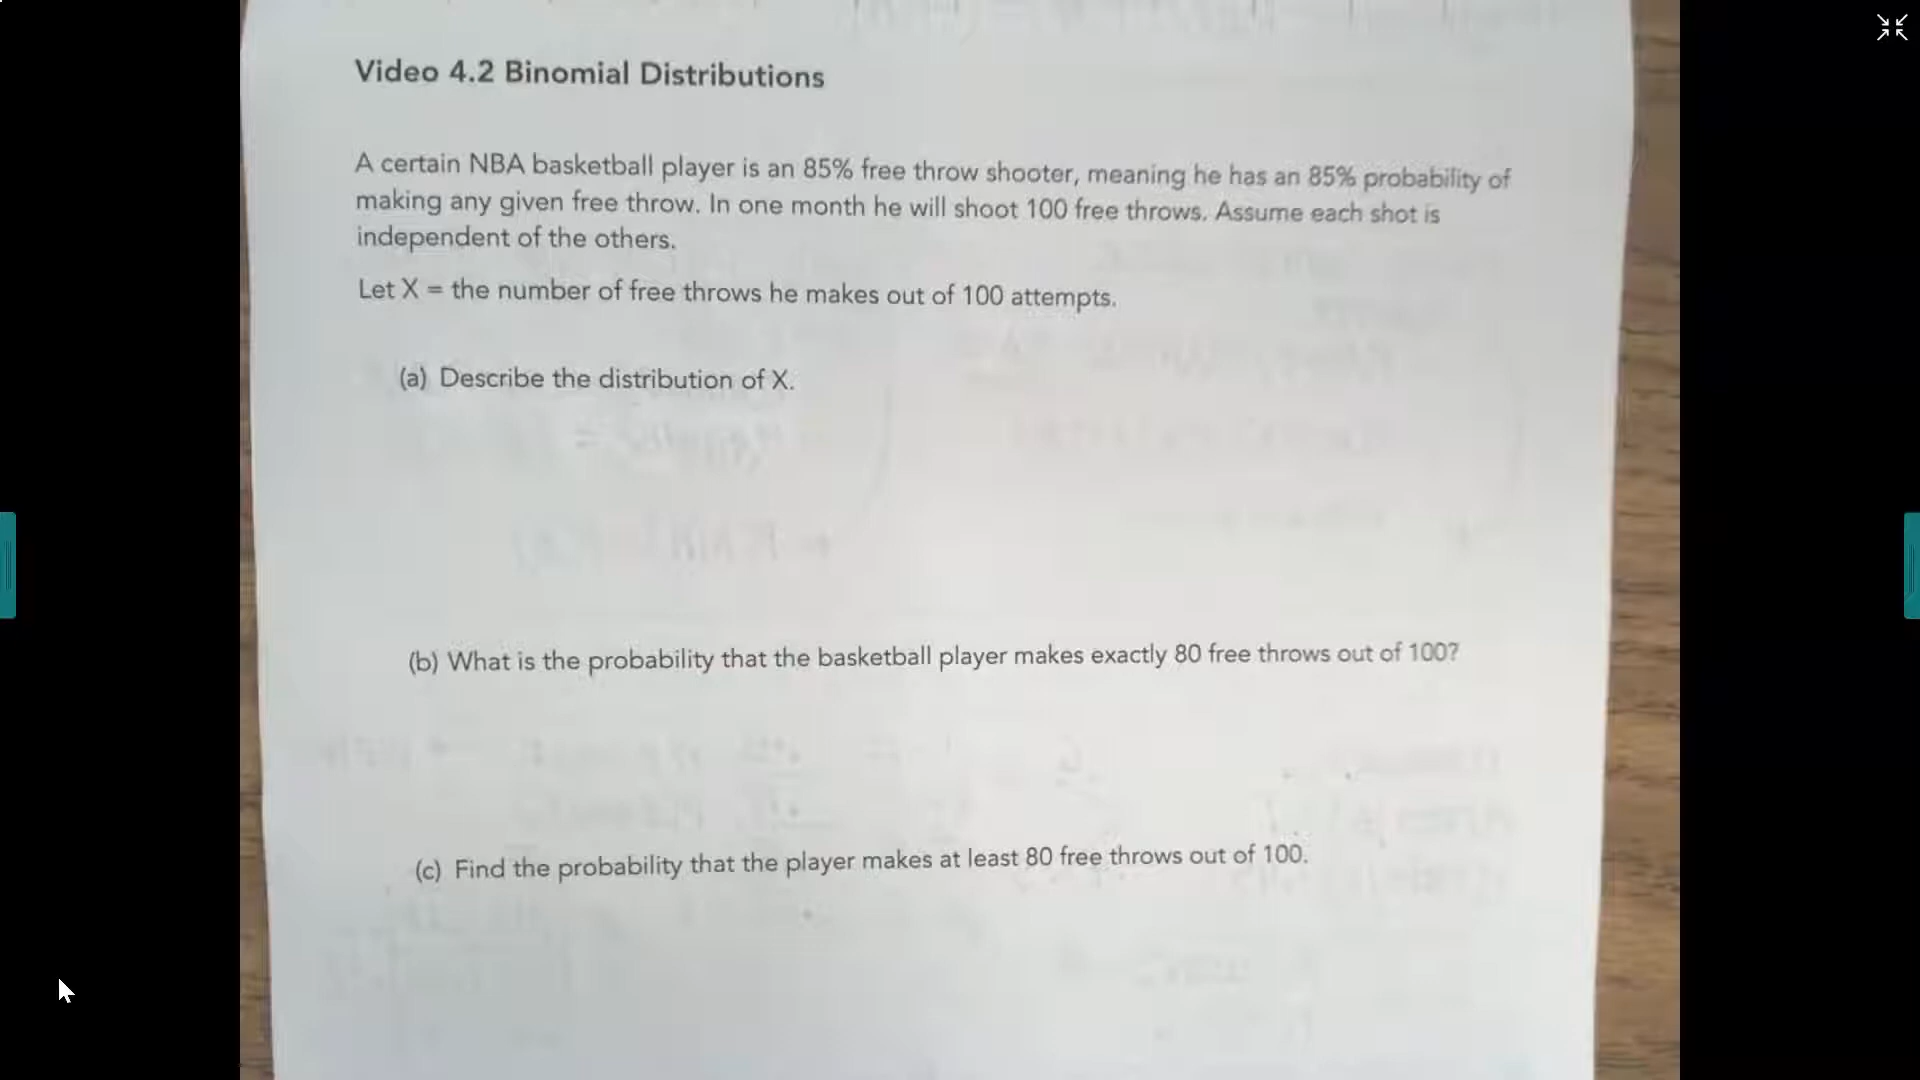 Video 4.2 Binomial Distributions
A certain NBA basketball player is an 85% free throw shooter, meaning he has an 85% probability of
making any given free throw. In one month he will shoot 100 free throws. Assume each shot is
independent of the others.
Let X = the number of free throws he makes out of 100 attempts.
(a) Describe the distribution of X.
(b) What is the probability that the basketball player makes exactly 80 free throws out of 100?
(c) Find the probability that the player makes at least 80 free throws out of 100.